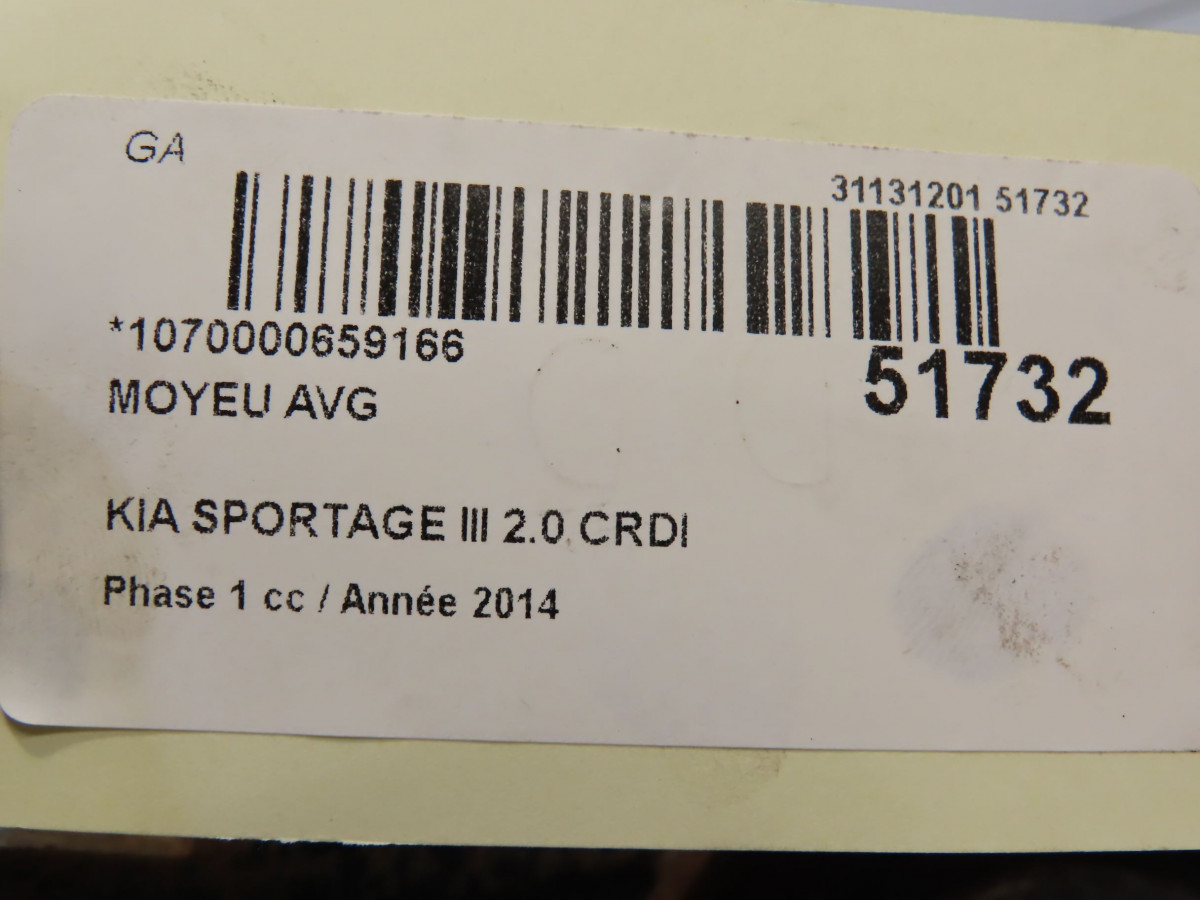 GA
31131201 51732
*1070000659166
51732
MOYEU AVG
KIA SPORTAGE III 2.0 CRDI
Phase 1 cc / Année 2014